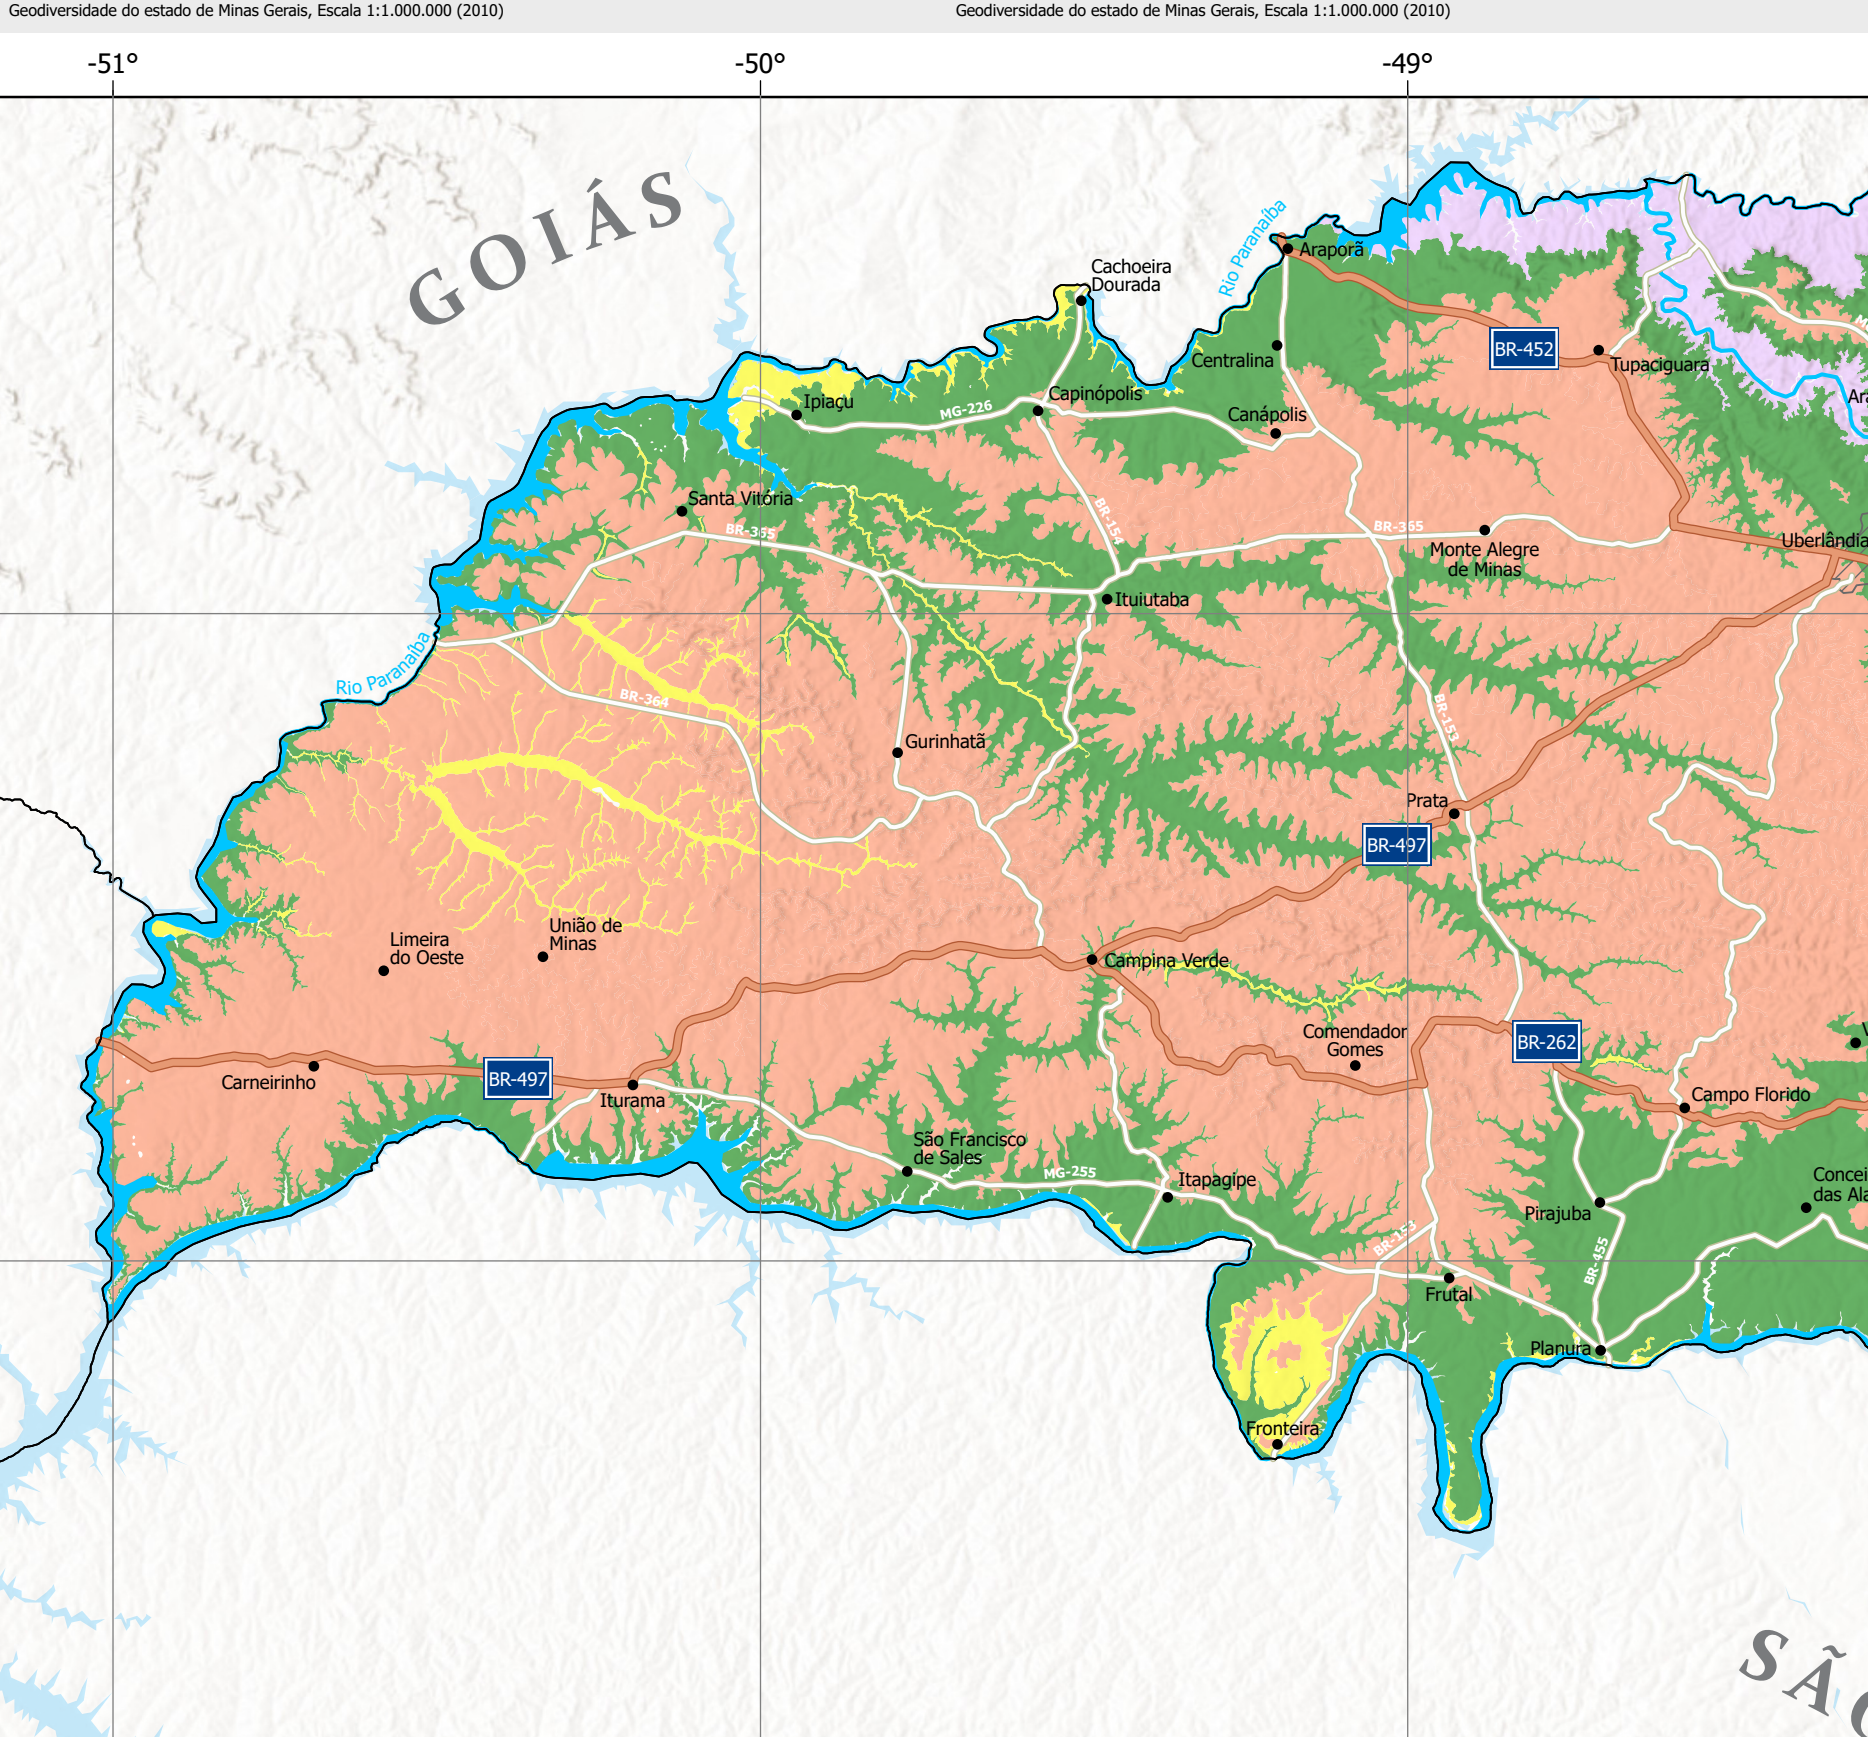 Geodiversidade do estado de Minas Gerais, Escala 1:1.000.000 (2010)
Geodiversidade do estado de Minas Gerais, Escala 1:1.000.000 (2010)
-51°
-50°
-49°
GOIÁS
Rio Paranaíba
Araporã
Cachoeira
Dourada
Centralina
BR-452
Tupaciguara
Ipiaçu
Capinópolis
MG-226
Canápolis
Santa Vitória
BR-365
BR-154
BR-365
Monte Alegre
de Minas
Uberlândia
Ituiutaba
Rio Paranaíba
BR-364
BR-153
Gurinhatã
Prata
BR-497
Limeira
do Oeste
União de
Minas
Campina Verde
Comendador
Gomes
BR-262
Carneirinho
BR-497
Iturama
Campo Florido
São Francisco
de Sales
MG-255
Itapagipe
Pirajuba
das
BR-153
BR-455
Frutal
Planura
Fronteira